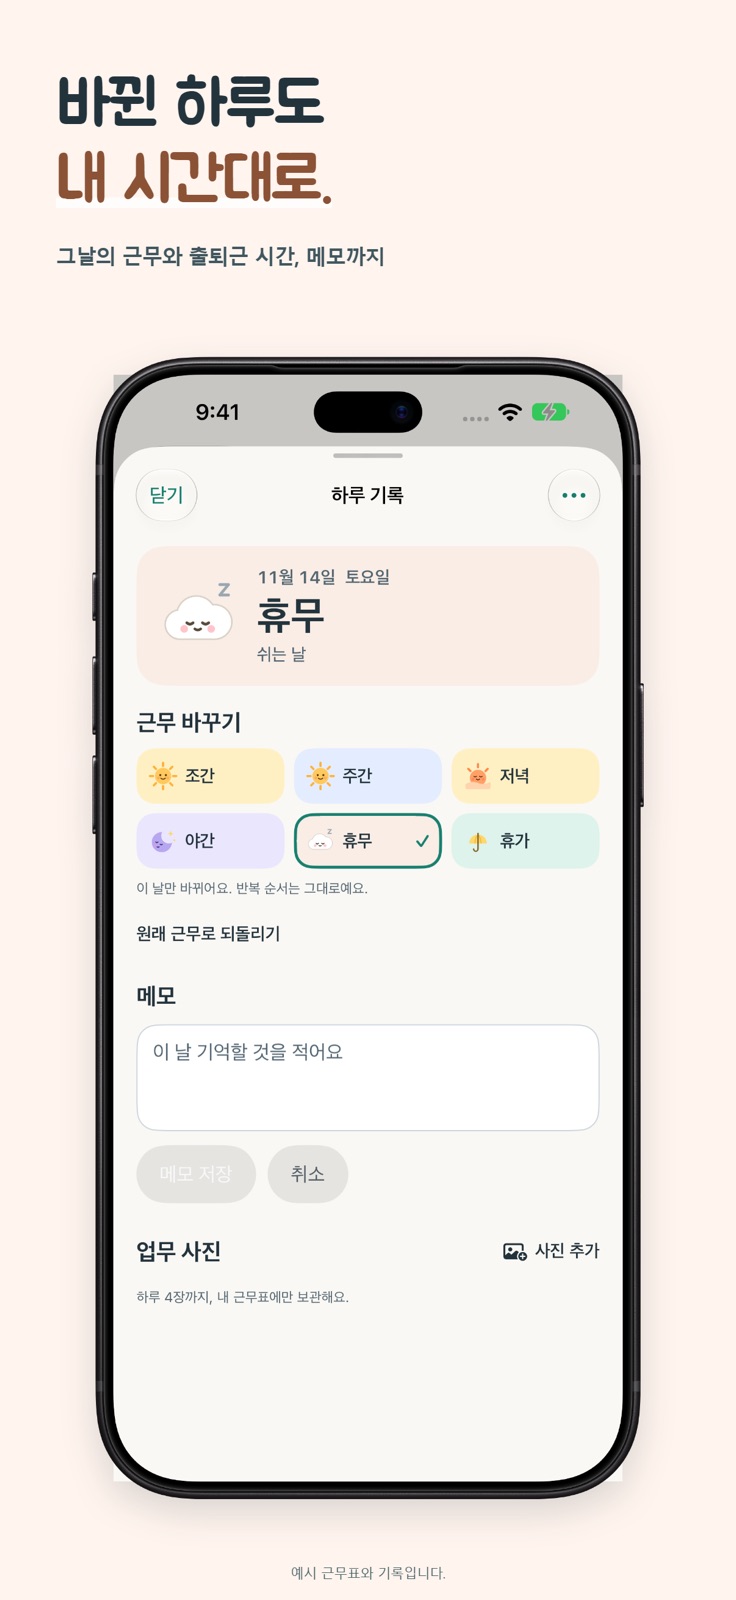 바뀐 하루도
내 시간대로.
그날의 근무와 출퇴근 시간, 메모까지
9:41
닫기
하루 기록
z
11월 14일 토요일
휴무
쉬는 날
근무 바꾸기
조간
주간
저녁
야간
z
휴무
휴가
이 날만 바뀌어요. 반복 순서는 그대로예요.
원래 근무로 되돌리기
메모
이 날 기억할 것을 적어요
메모 저장
취소
업무 사진
사진 추가
하루 4장까지, 내 근무표에만 보관해요.
예시 근무표와 기록입니다.